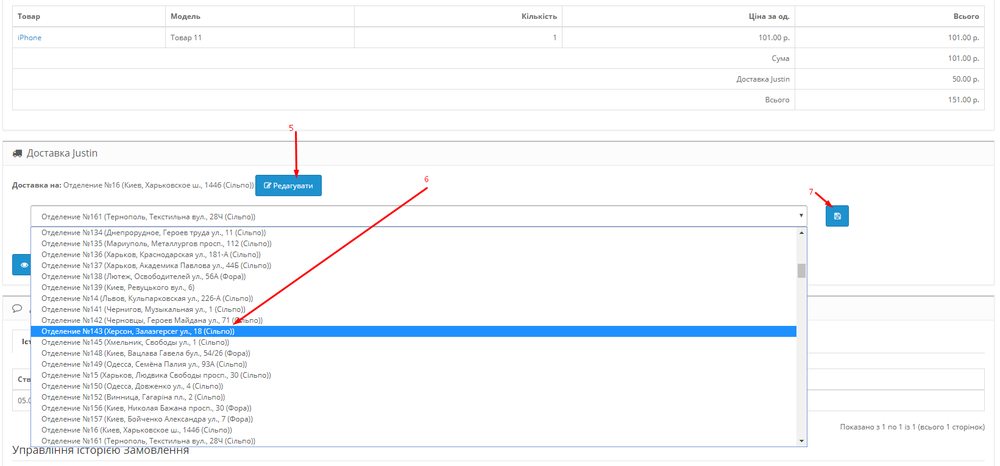 Товар Модель Кількість Ціна за од. Всього
iPhone Товар 11 1 101.00 р. 101.00 р.
Сума 101.00 р.
Доставка Justin 50.00 р.
Всього 151.00 р.
5
Доставка Justin
Доставка на: Отделение №16 (Киев, Харьковское ш., 144б (Сільпо)) Редагувати
6
7
Отделение №161 (Тернополь, Текстильна вул., 28Ч (Сільпо))
Отделение №134 (Днепрорудное, Героев труда ул., 11 (Сільпо))
Отделение №135 (Мариуполь, Металлургов просп., 112 (Сільпо))
Отделение №136 (Харьков, Краснодарская ул., 181-А (Сільпо))
Отделение №137 (Харьков, Академика Павлова ул., 44Б (Сільпо))
Отделение №138 (Лютеж, Освободителей ул., 56А (Фора))
Отделение №139 (Киев, Ревуцького вул., 6)
Отделение №14 (Львов, Кульпарковская ул., 226-А (Сільпо))
Отделение №141 (Чернигов, Музыкальная ул., 1 (Сільпо))
Отделение №142 (Черновцы, Героев Майдана ул., 71 (Сільпо))
Отделение №143 (Херсон, Залаэгерсег ул., 18 (Сільпо))
Отделение №145 (Хмельник, Свободы ул., 1 (Сільпо))
Отделение №148 (Киев, Вацлава Гавела бул., 54/26 (Фора))
Отделение №149 (Одесса, Семёна Палия ул., 93А (Сільпо))
Отделение №15 (Харьков, Людвика Свободы просп., 30 (Сільпо))
Отделение №150 (Одесса, Довженко ул., 4 (Сільпо))
Отделение №152 (Винница, Гагаріна пл., 2 (Сільпо))
Отделение №156 (Киев, Николая Бажана просп., 30 (Фора))
Отделение №157 (Киев, Бойченко Александра ул., 7 (Фора))
Отделение №16 (Киев, Харьковское ш., 144б (Сільпо))
Отделение №161 (Тернополь, Текстильна вул., 28Ч (Сільпо))
Іст
Ств
05.0
Показано з 1 по 1 із 1 (всього 1 сторінок)
Управління історією Замовлення